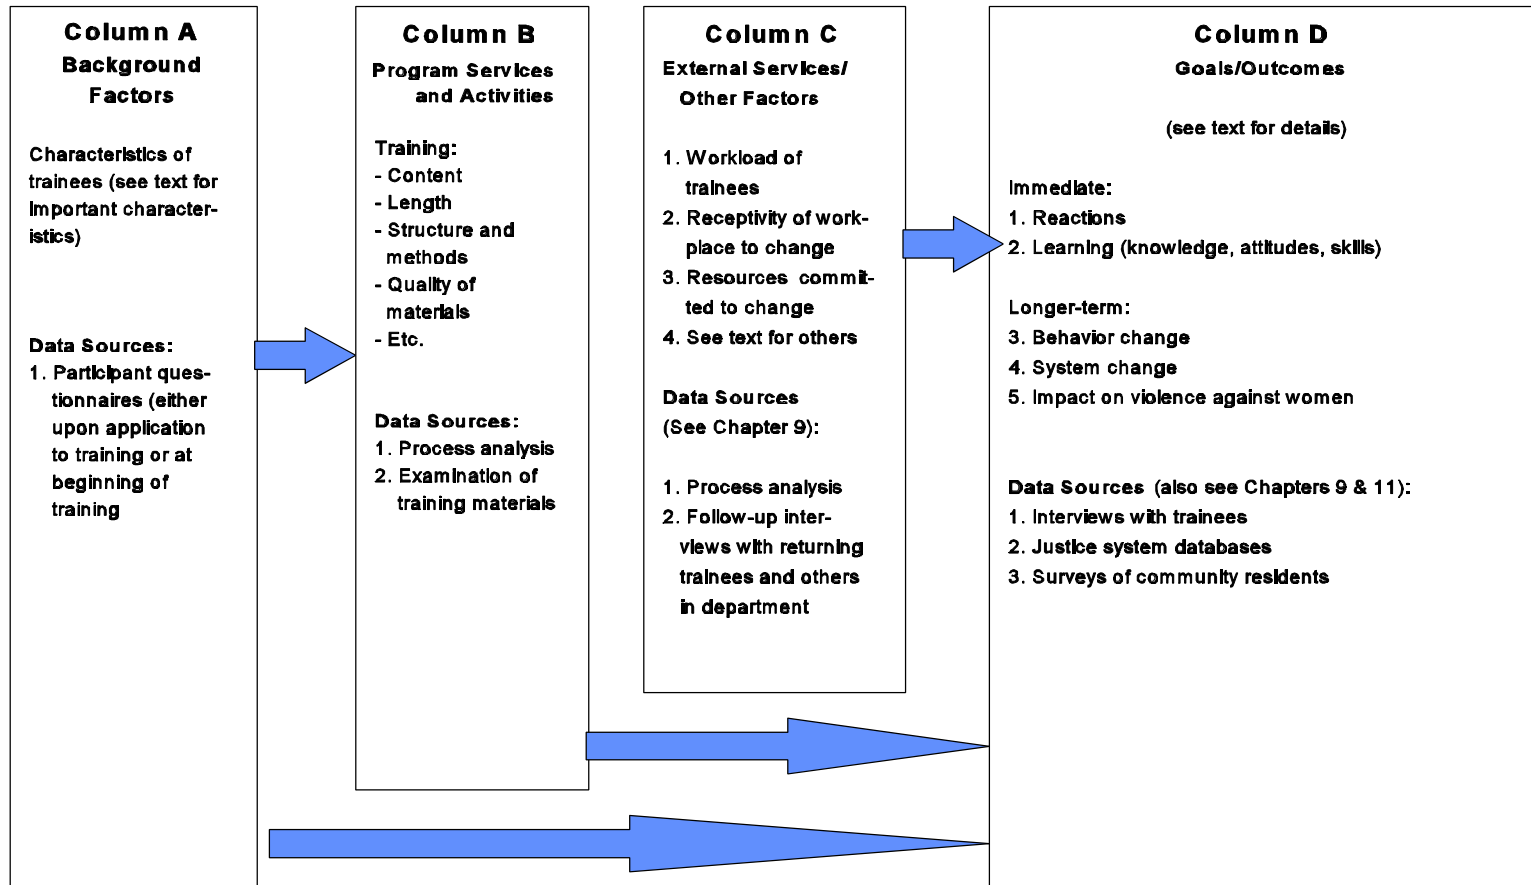 Column A
Background
Factors
Characteristics of
trainees (see text for
important character-
istics)
Data Sources:
1. Participant ques-
tionnaires (either
upon application
to training or at
beginning of
training
Column B
Program Services
and Activities
Training:
- Content
- Length
- Structure and
methods
- Quality of
materials
- Etc.
Data Sources:
1. Process analysis
2. Examination of
training materials
Column C
External Services/
Other Factors
1. Workload of
trainees
2. Receptivity of work-
place to change
3. Resources commit-
ted to change
4. See text for others
Data Sources
(See Chapter 9):
1. Process analysis
2. Follow-up inter-
views with returning
trainees and others
in department
Column D
Goals/Outcomes
(see text for details)
Immediate:
1. Reactions
2. Learning (knowledge, attitudes, skills)
Longer-term:
3. Behavior change
4. System change
5. Impact on violence against women
Data Sources (also see Chapters 9 & 11):
1. Interviews with trainees
2. Justice system databases
3. Surveys of community residents